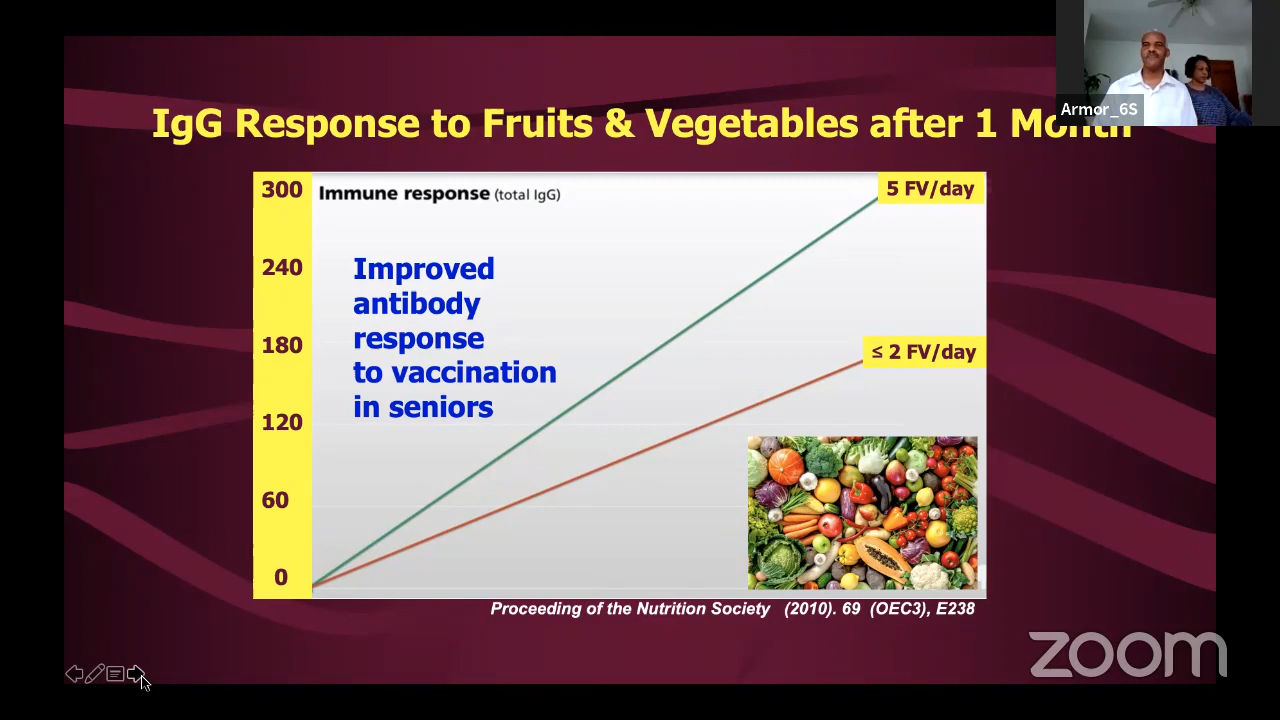 IgG Response to Fruits & Vegetables after 1 Month
Armor_6S
300
Immune response (total IgG)
5 FV/day
240
Improved
antibody
response
to vaccination
in seniors
180
≤ 2 FV/day
120
60
0
Proceeding of the Nutrition Society (2010). 69 (OEC3), E238
zoom